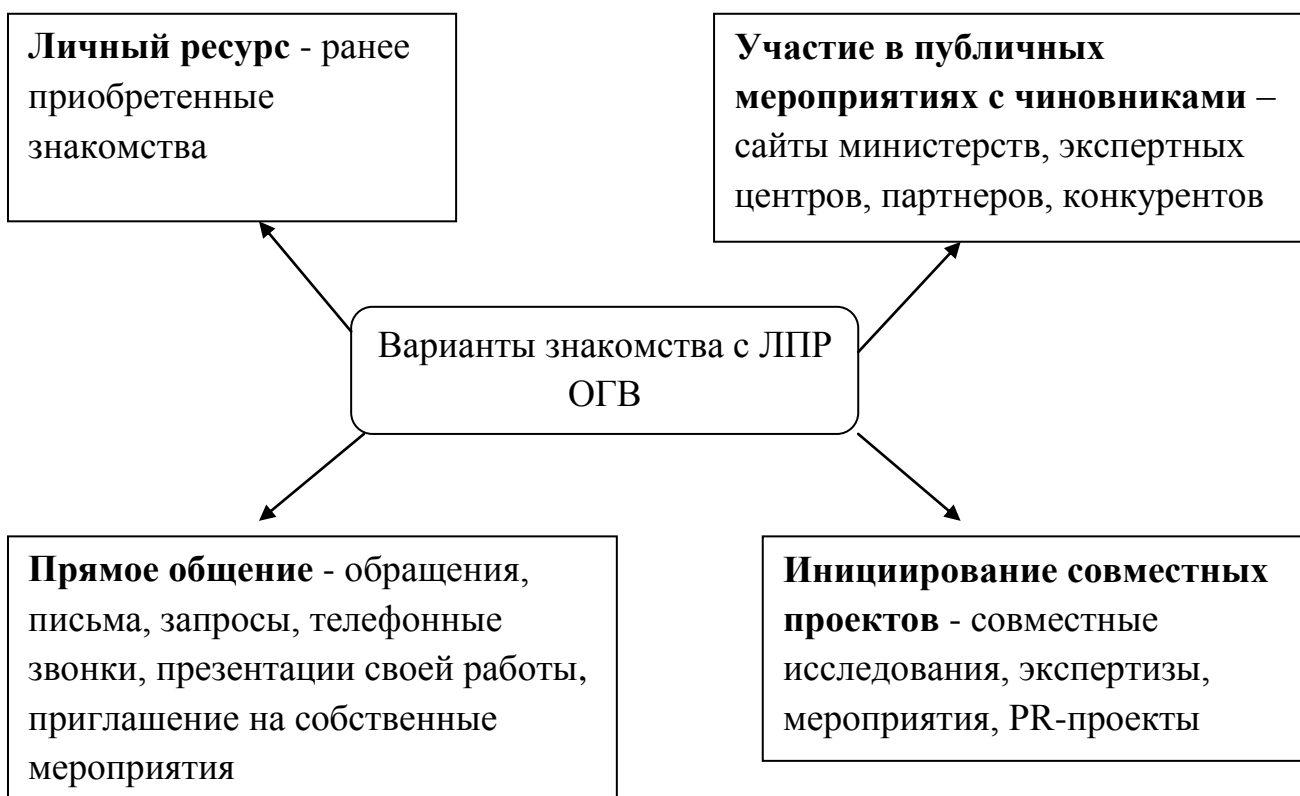 Личный ресурс - ранее
приобретенные
знакомства
Участие в публичных
мероприятиях с чиновниками –
сайты министерств, экспертных
центров, партнеров, конкурентов
Варианты знакомства с ЛПР
ОГВ
Прямое общение - обращения,
письма, запросы, телефонные
звонки, презентации своей работы,
приглашение на собственные
мероприятия
Инициирование совместных
проектов - совместные
исследования, экспертизы,
мероприятия, PR-проекты